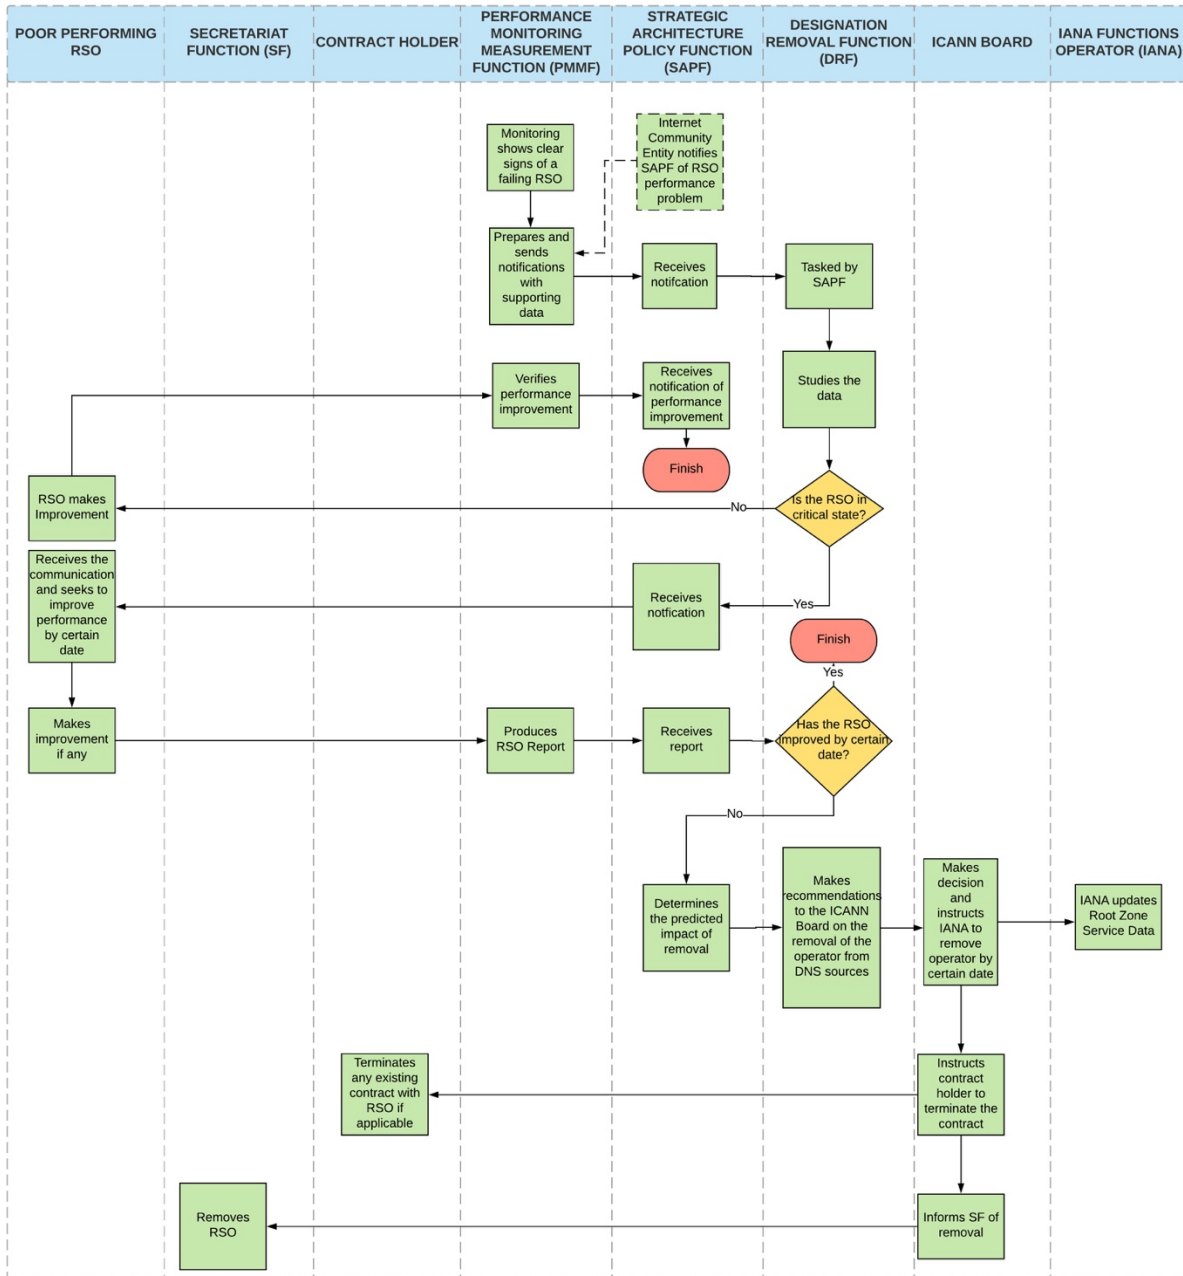 POOR PERFORMING
RSO
SECRETARIAT
FUNCTION (SF)
CONTRACT HOLDER
PERFORMANCE
MONITORING
MEASUREMENT
FUNCTION (PMMF)
STRATEGIC
ARCHITECTURE
POLICY FUNCTION
(SAPF)
DESIGNATION
REMOVAL FUNCTION
(DRF)
ICANN BOARD
IANA FUNCTIONS
OPERATOR (IANA)
Monitoring
shows clear
signs of a
failing RSO
Internet
Community
Entity notifies
SAPF of RSO
performance
problem
Prepares and
sends
notifications
with
supporting
data
Receives
notifcation
Tasked by
SAPF
Studies the
data
Verifies
performance
improvement
Receives
notification of
performance
improvement
Finish
Is the RSO in
critical state?
No
RSO makes
Improvement
Yes
Receives
notfication
Receives the
communication
and seeks to
improve
performance
by certain
date
Finish
Yes
Makes
improvement
if any
Produces
RSO Report
Receives
report
Has the RSO
improved by certain
date?
No
Determines
the predicted
impact of
removal
Makes
recommendations
to the ICANN
Board on the
removal of the
operator from
DNS sources
Makes
decision
and
instructs
IANA to
remove
operator by
certain date
IANA updates
Root Zone
Service Data
Instructs
contract
holder to
terminate the
contract
Terminates
any existing
contract with
RSO if
applicable
Informs SF of
removal
Removes
RSO